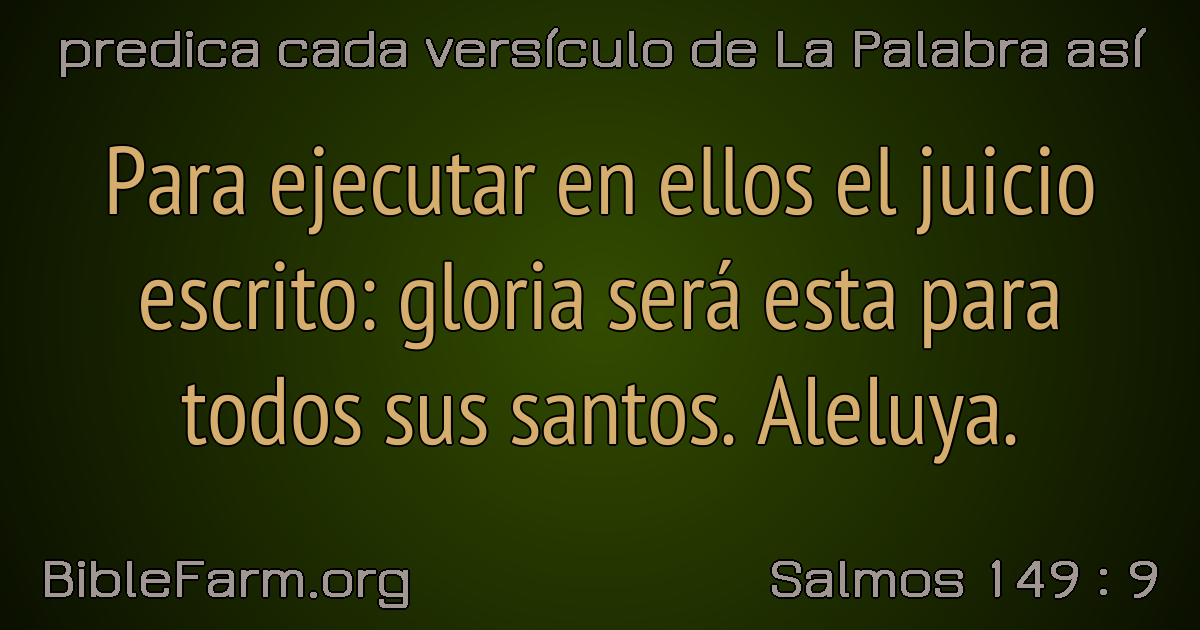 predica cada versículo de La Palabra así
Para ejecutar en ellos el juicio
escrito: gloria será esta para
todos sus santos. Aleluya.
BibleFarm.org
Salmos 149 : 9